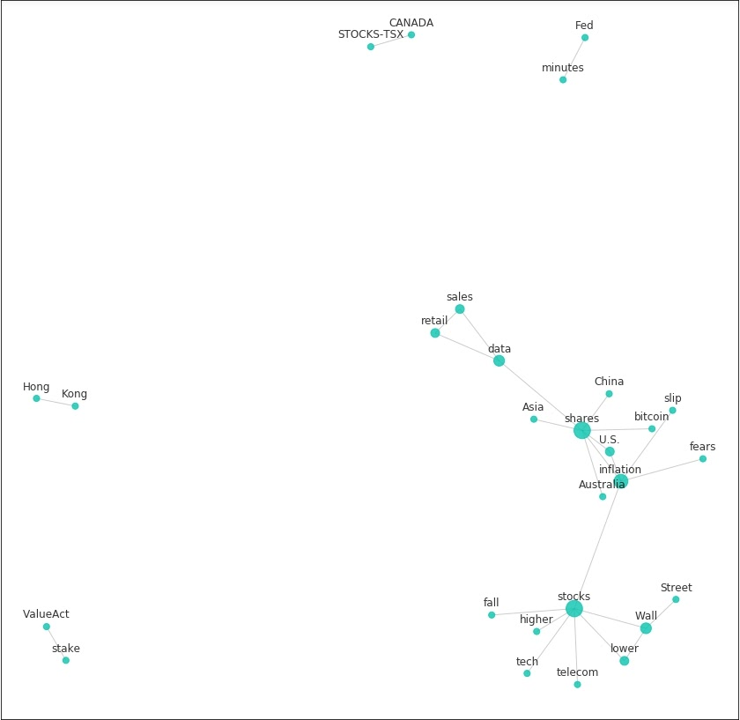 CANADA
STOCKS-TSX
Fed
minutes
sales
retail
data
China
Hong
Kong
slip
Asia
bitcoin
shares
U.S.
fears
inflation
Australia
Street
stocks
fall
Wall
higher
ValueAct
stake
lower
tech
telecom